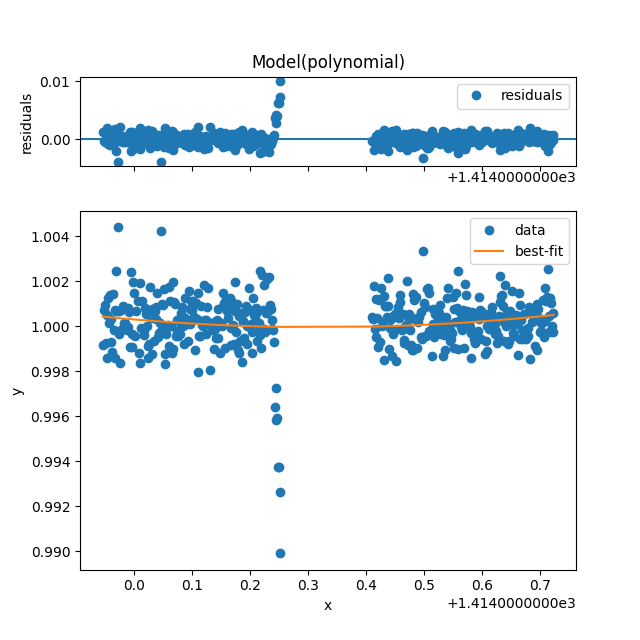 Model(polynomial)
0.01
0.00
residuals
residuals
+1.4140000000e3
1.004
1.002
1.000
0.998
0.996
0.994
0.992
0.990
y
data
best-fit
0.0 0.1 0.2 0.3 0.4 0.5 0.6 0.7
x
+1.4140000000e3